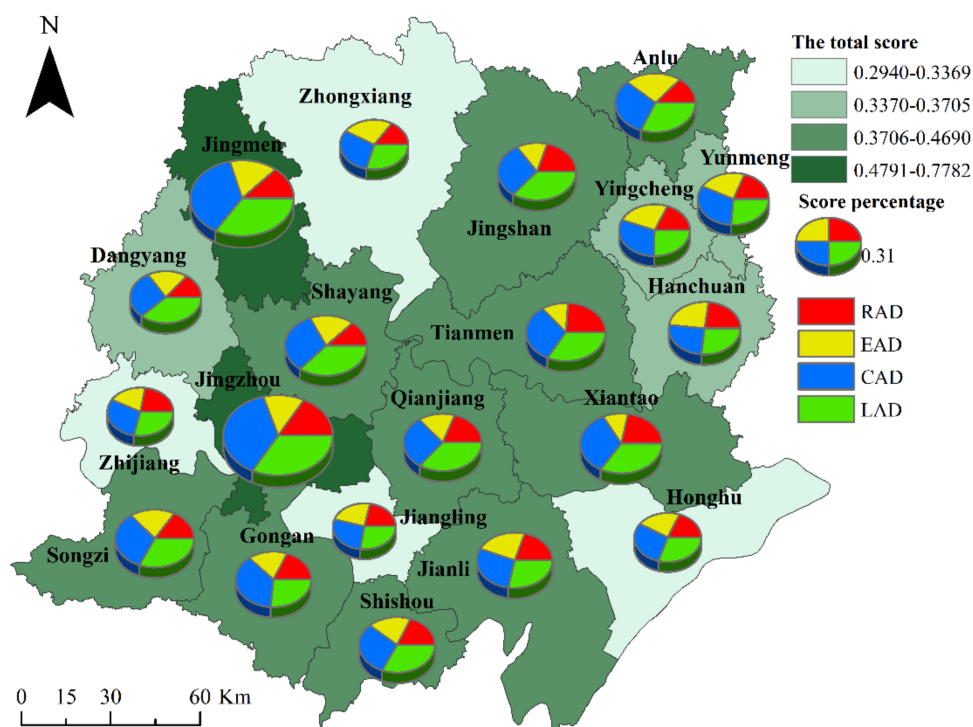 N
The total score
0.2940-0.3369
0.3370-0.3705
0.3706-0.4690
0.4791-0.7782
Score percentage
0.31
RAD
EAD
CAD
LAD
Anlu
Zhongxiang
Jingmen
Yunmeng
Yingcheng
Jingshan
Dangyang
Hanchuan
Shayang
Tianmen
Jingzhou
Qianjiang
Xiantao
Zhijiang
Honghu
Jiangling
Gongan
Songzi
Jianli
Shishou
0 15 30 60 Km